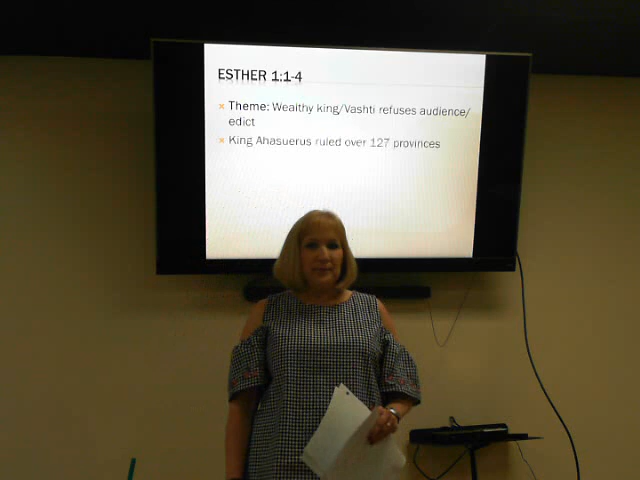 ESTHER 1:1-4
Theme: Wealthy king/Vashti refuses audience/
edict
King Ahasuerus ruled over 127 provinces